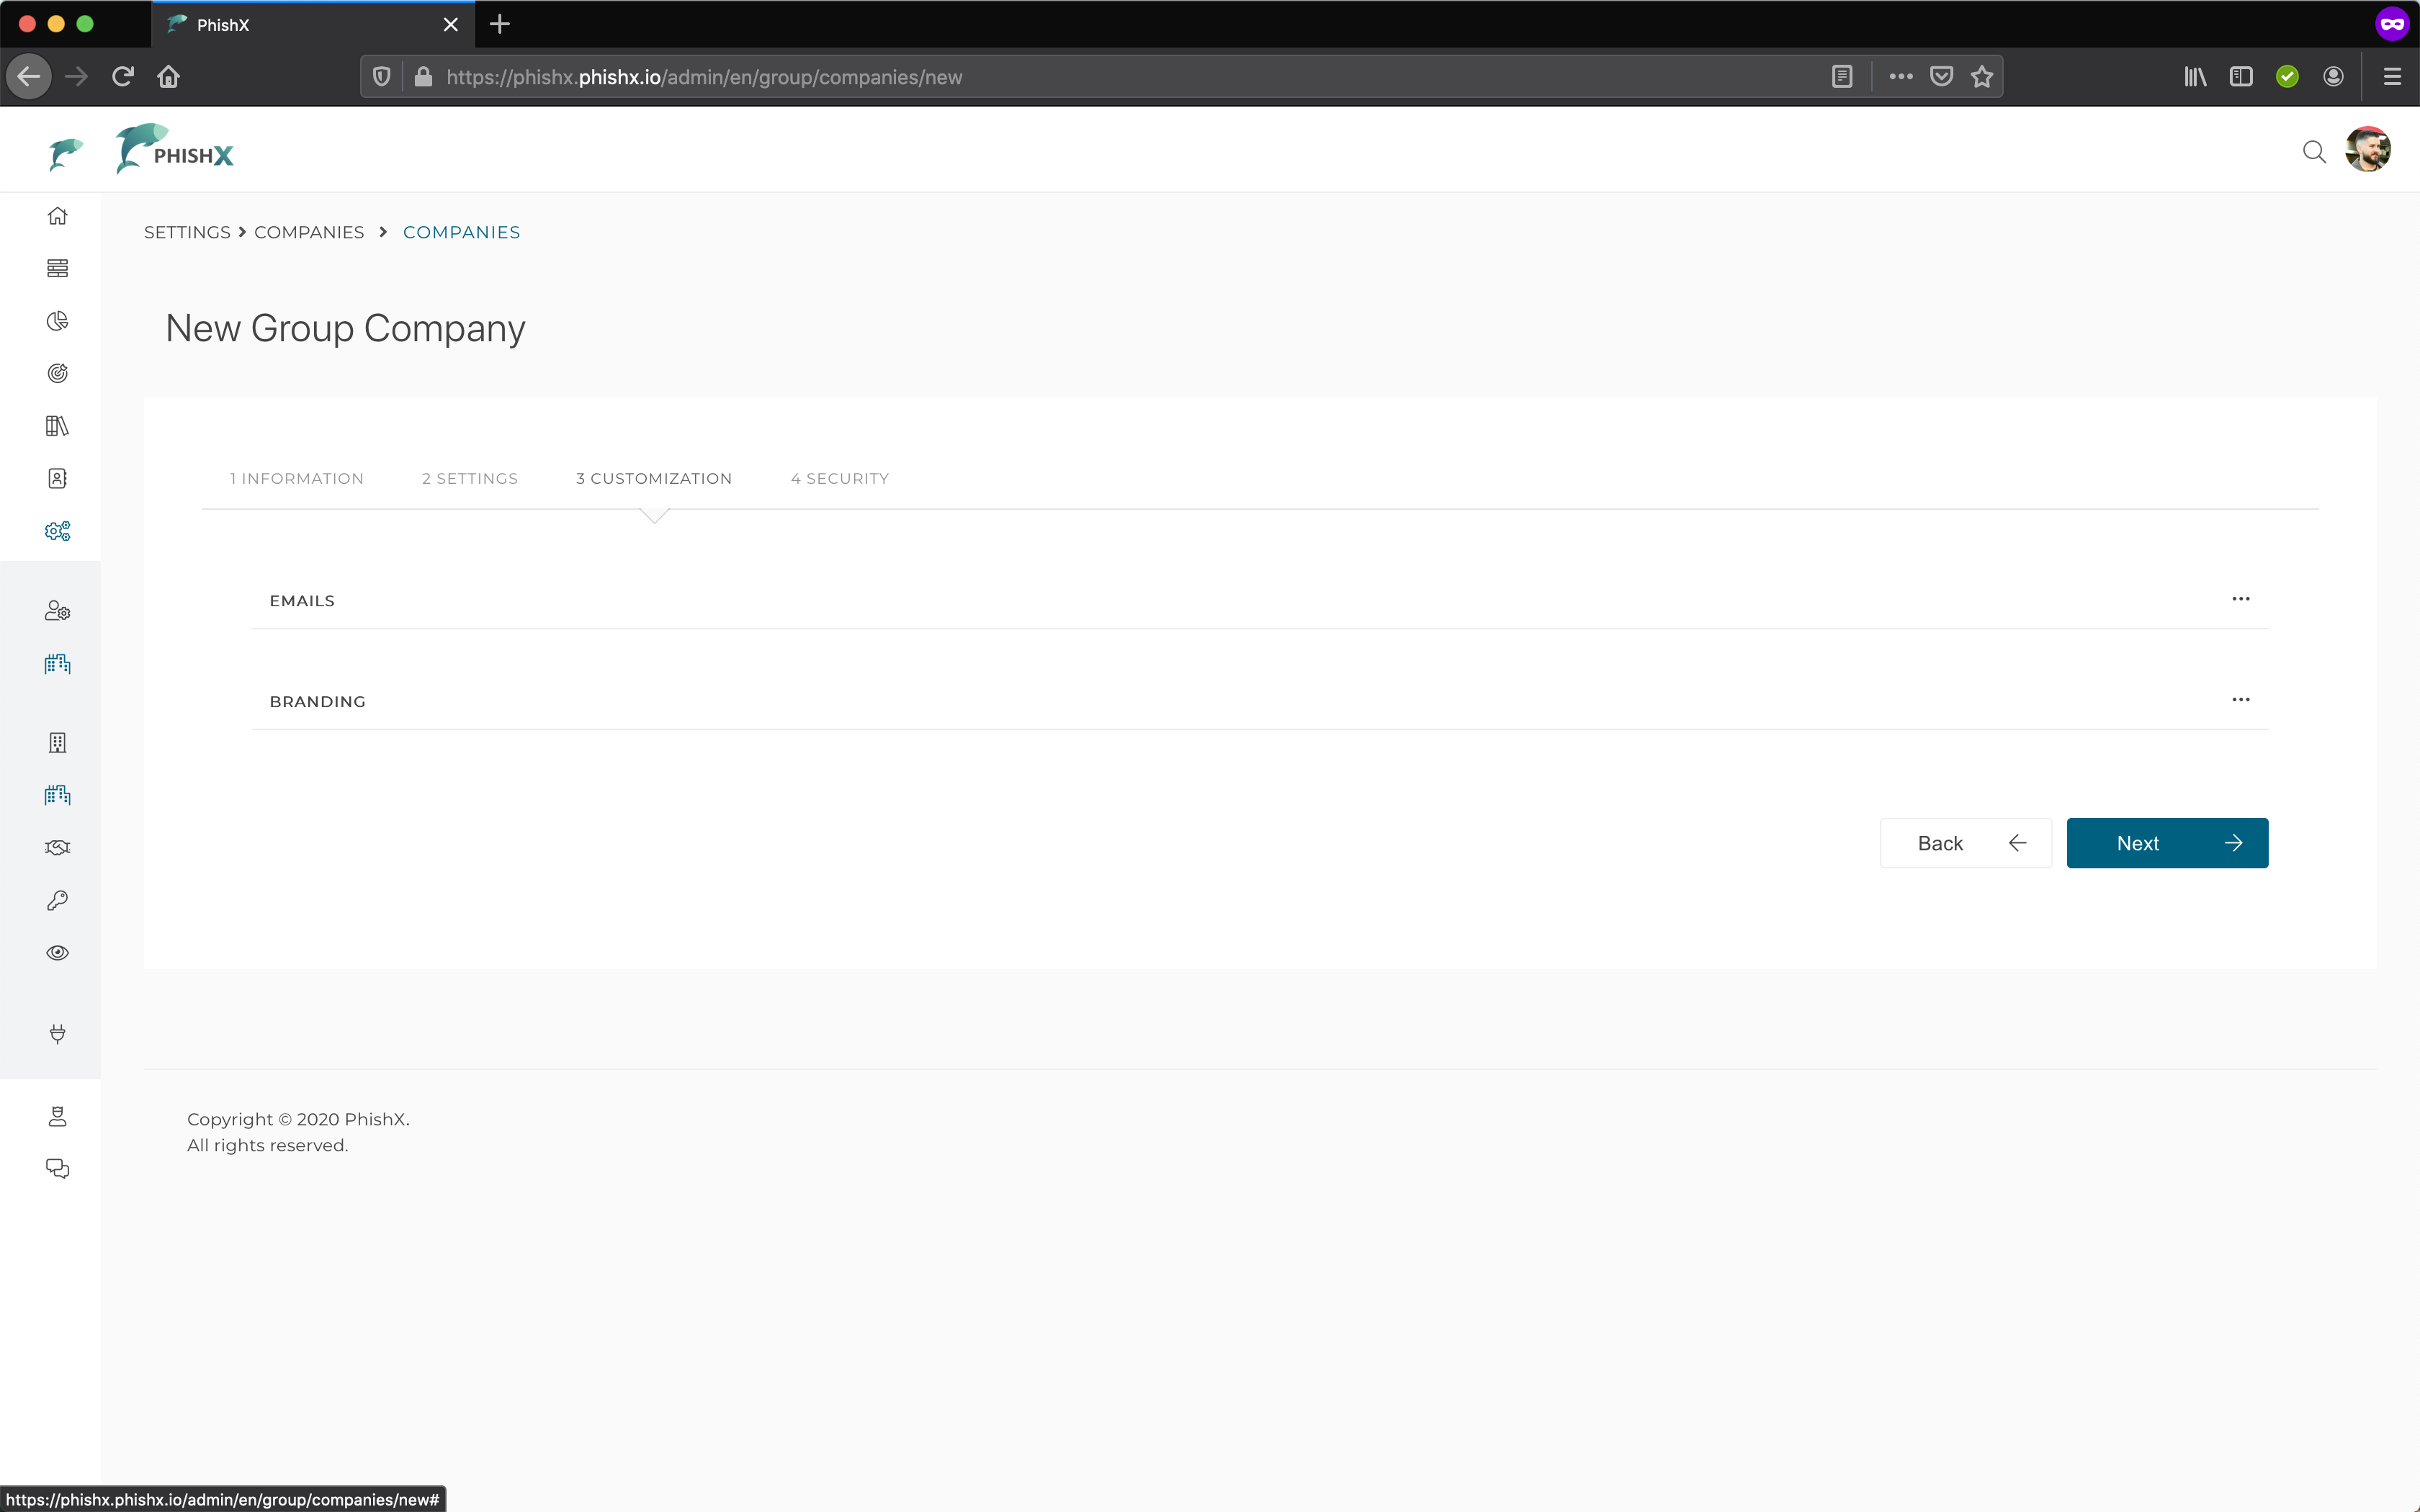 PhishX
https://phishx.phishx.io/admin/en/group/companies/new
PHISHX
SETTINGS > COMPANIES > COMPANIES
New Group Company
1 INFORMATION 2 SETTINGS 3 CUSTOMIZATION 4 SECURITY
EMAILS
BRANDING
Back Next
Copyright © 2020 PhishX.
All rights reserved.
https://phishx.phishx.io/admin/en/group/companies/new#